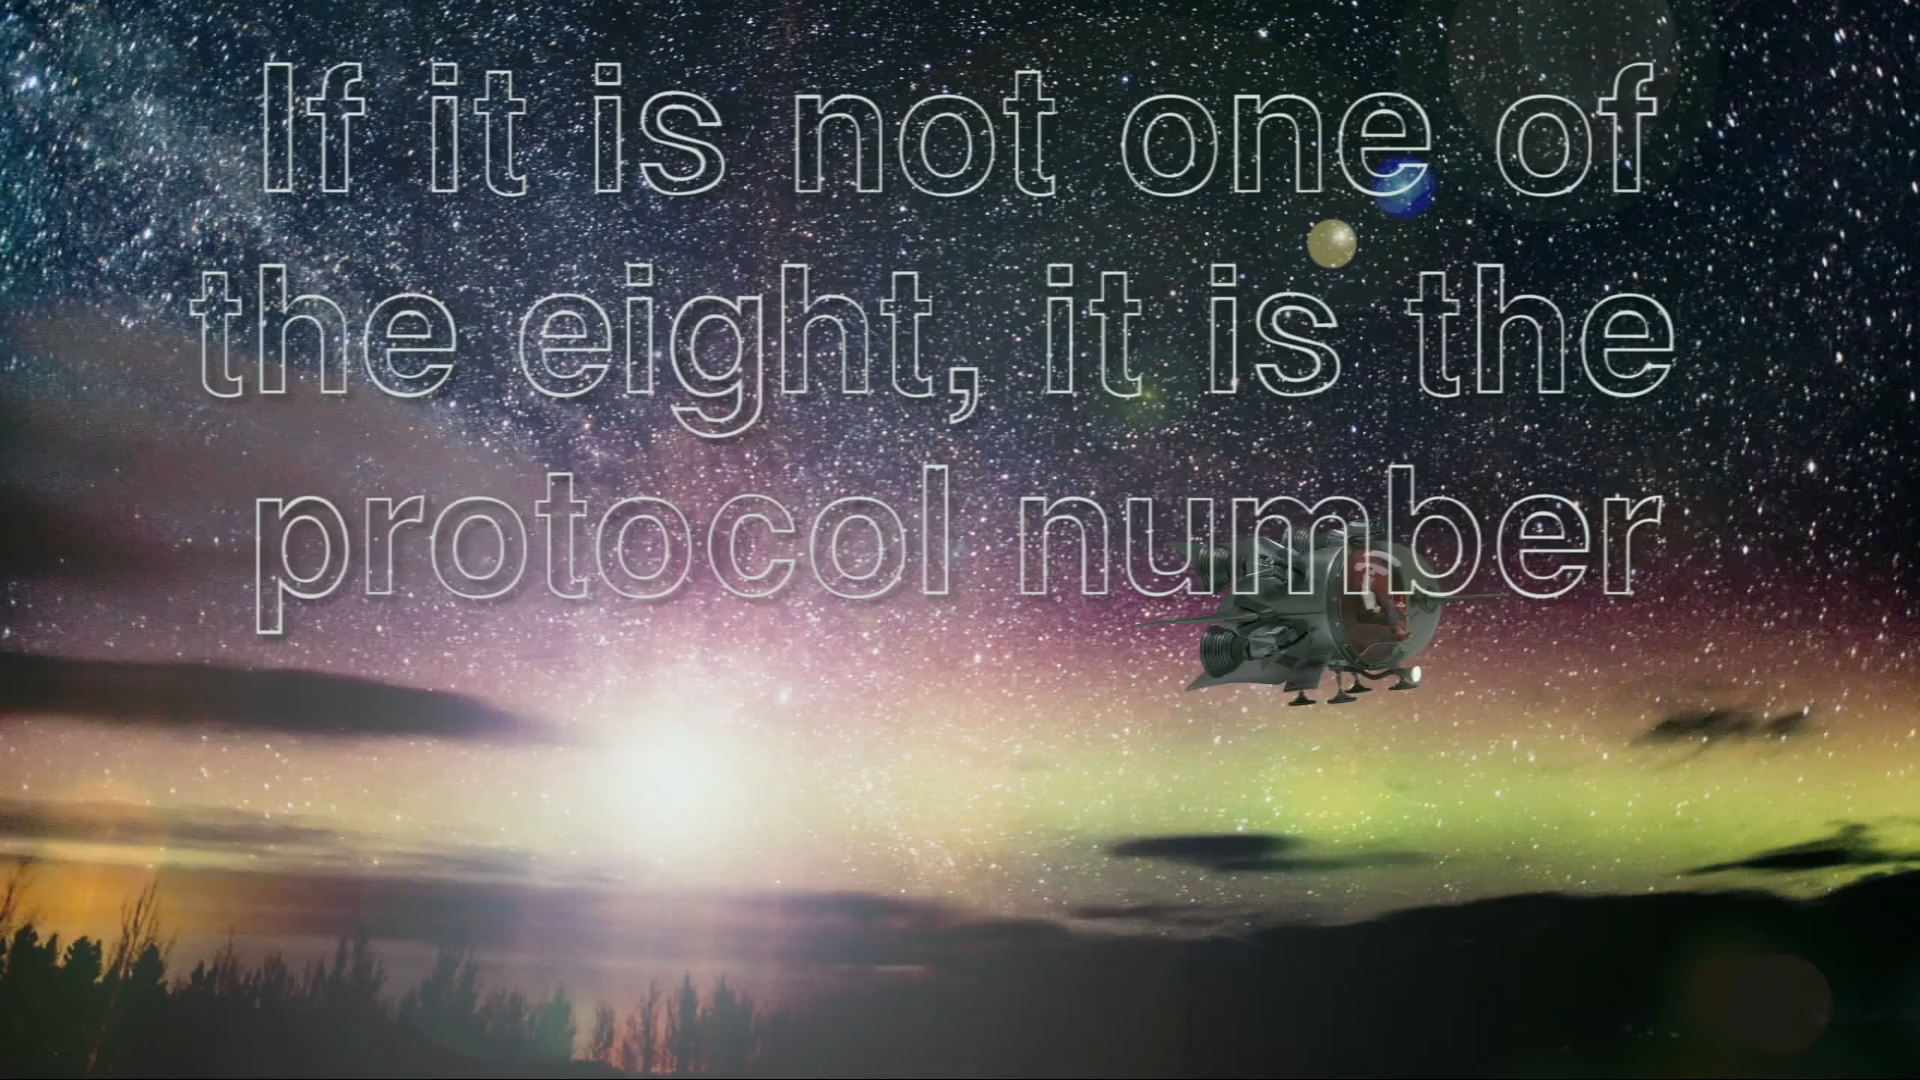 If it is not one of
the eight, it is the
protocol number